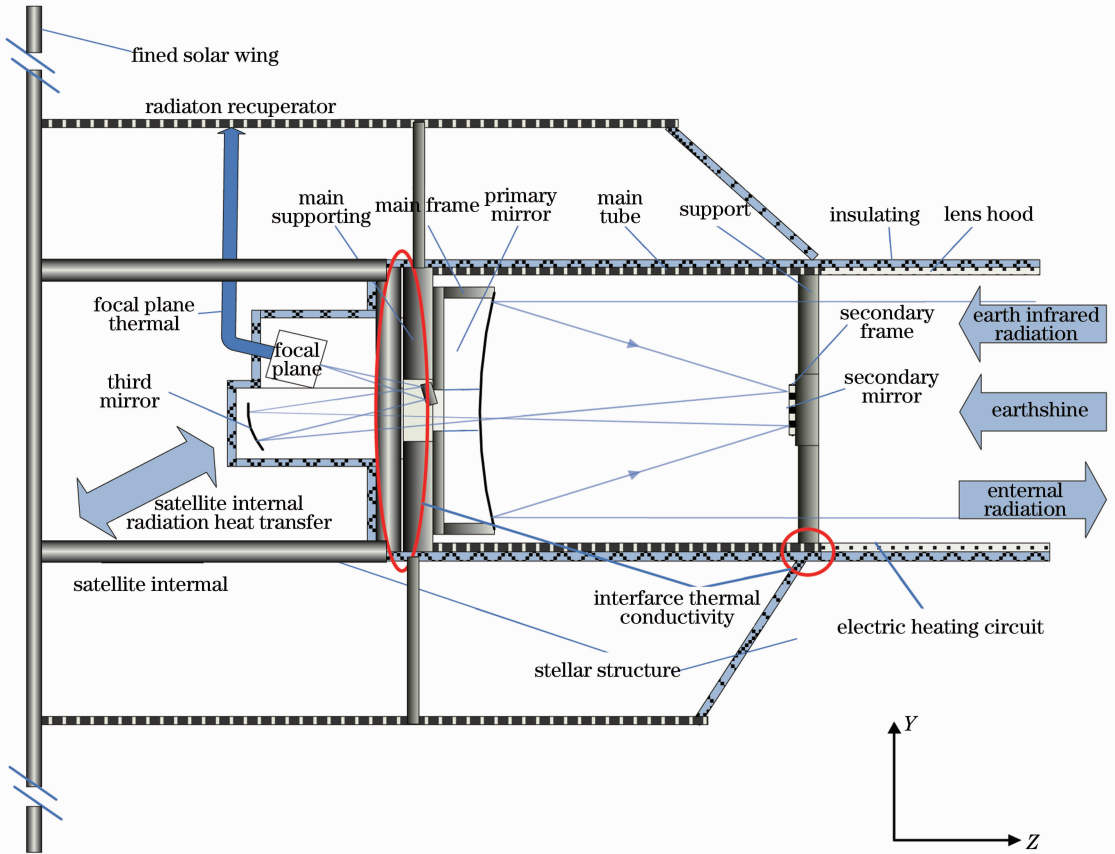 fined solar wing
radiaton recuperator
main
supporting
main frame
primary
mirror
main
tube
support
insulating
lens hood
focal plane
thermal
focal
plane
third
mirror
secondary
frame
secondary
mirror
earth infrared
radiation
earthshine
enternal
radiation
satellite internal
radiation heat transfer
satellite internal
interfarce thermal
conductivity
electric heating circuit
stellar structure
Y
Z